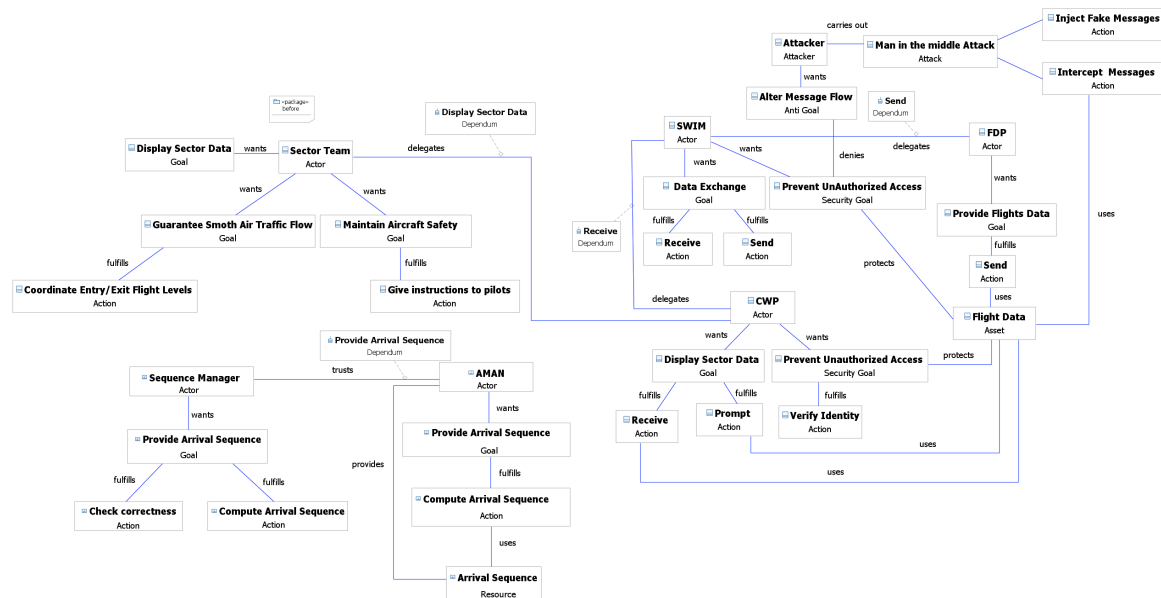 Inject Fake Messages
Action
carries out
Attacker
Attacker
Man in the middle Attack
Attack
Intercept  Messages
Action
wants
Alter Message Flow
Anti Goal
«package»
before
Display Sector Data
Dependum
Send
Dependum
SWIM
Actor
FDP
Actor
delegates
Display Sector Data
Goal
wants
Sector Team
Actor
delegates
wants
wants
denies
wants
wants
wants
Data Exchange
Goal
Prevent UnAuthorized Access
Security Goal
Provide Flights Data
Goal
uses
Guarantee Smoth Air Traffic Flow
Goal
Maintain Aircraft Safety
Goal
fulfills
fulfills
Receive
Dependum
Receive
Action
Send
Action
fulfills
fulfills
fulfills
protects
Send
Action
Coordinate Entry/Exit Flight Levels
Action
Give instructions to pilots
Action
delegates
CWP
Actor
uses
Flight Data
Asset
Provide Arrival Sequence
Dependum
wants
wants
trusts
Sequence Manager
Actor
AMAN
Actor
Display Sector Data
Goal
Prevent Unauthorized Access
Security Goal
protects
wants
wants
fulfills
fulfills
fulfills
Receive
Action
Prompt
Action
Verify Identity
Action
Provide Arrival Sequence
Goal
Provide Arrival Sequence
Goal
uses
provides
fulfills
fulfills
fulfills
uses
Check correctness
Action
Compute Arrival Sequence
Action
Compute Arrival Sequence
Action
uses
Arrival Sequence
Resource